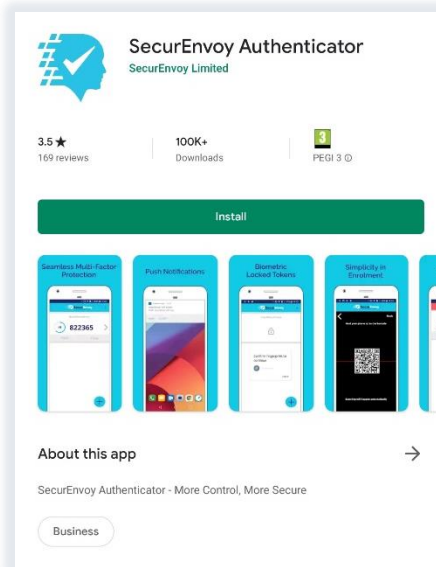 SecurEnvoy Authenticator
SecurEnvoy Limited
3.5★
169 reviews
100K+
Downloads
3
PEGI 3
Install
Seamless Multi-Factor
Protection
822365
Push Notifications
Biometric
Locked Tokens
Simplicity in
Enrolment
About this app
SecurEnvoy Authenticator - More Control, More Secure
Business